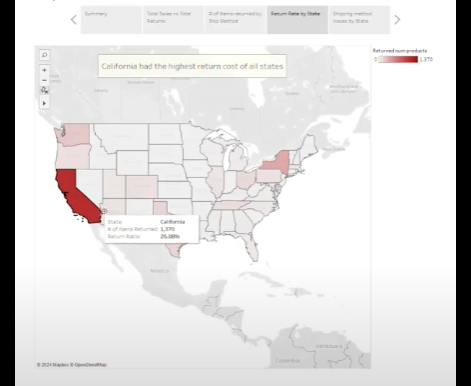 Summary
Total Sales vs Total
Returns
# of Items returned by
Ship Method
Return Rate by State
Shipping method
Issues by State
Returned num products
0 1,370
California had the highest return cost of all states
State: California
# of Items Returned: 1,370
Return Ratio: 25.88%
Mexico
Venezuela
Colombia
© 2024 Mapbox © OpenStreetMap